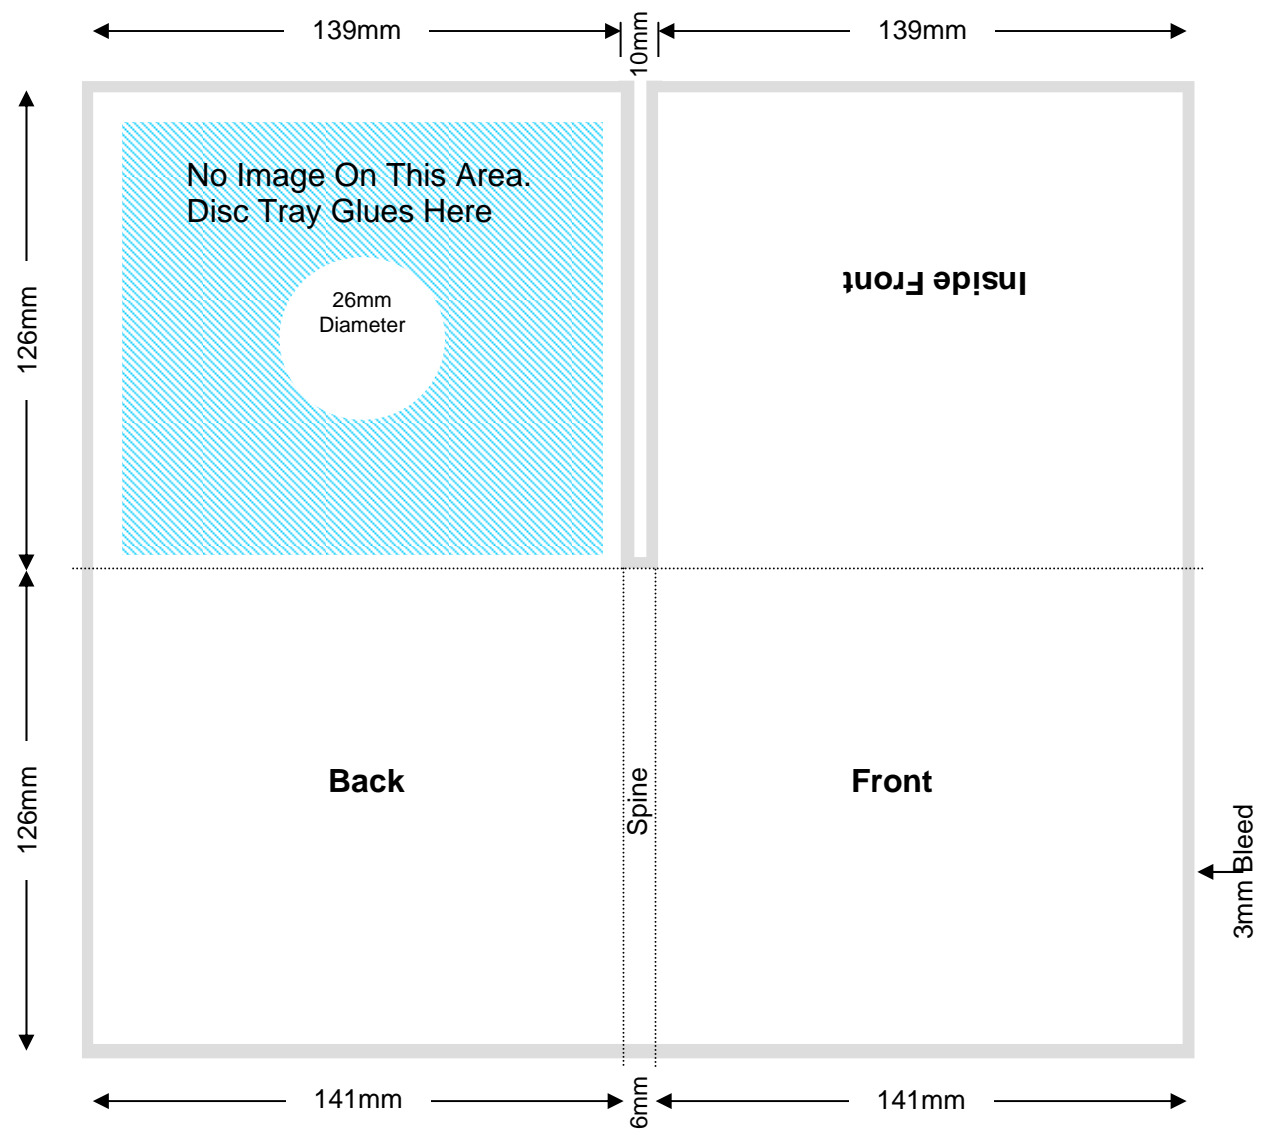 139mm
10mm
139mm
No Image On This Area.
Disc Tray Glues Here
26mm
Diameter
Inside Front
126mm
126mm
Back
Spine
Front
3mm Bleed
141mm
6mm
141mm